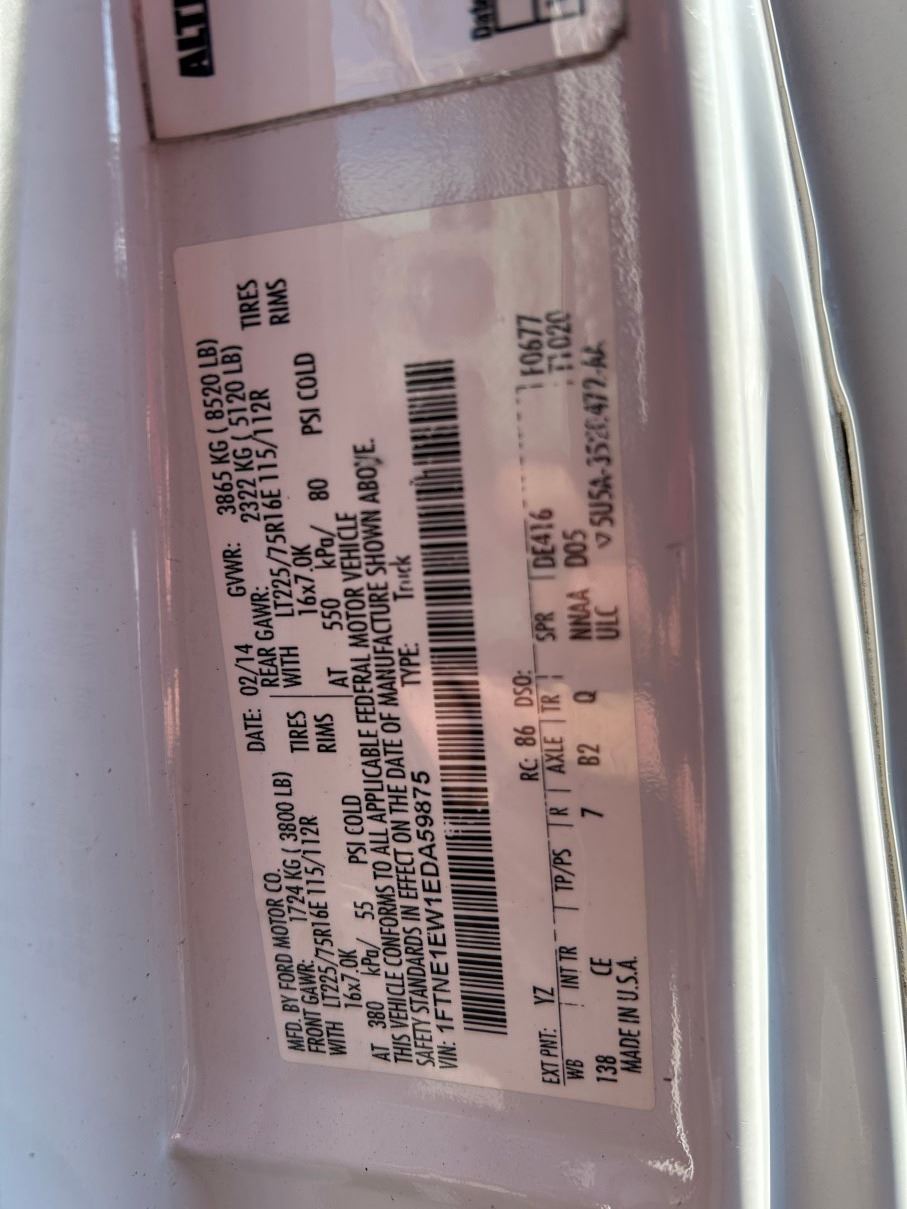 MFD. BY FORD MOTOR CO. DATE: 02/14 GVWR: 3865 KG ( 8520 LB)
FRONT GAWR: 1724 KG ( 3800 LB) REAR GAWR: 2322 KG ( 5120 LB)
WITH LT225/75R16E 115/112R TIRES WITH LT225/75R16E 115/112R TIRES
16x7.0K RIMS 16x7.0K RIMS
AT 380 kPa/ 55 PSI COLD AT 550 kPa/ 80 PSI COLD
THIS VEHICLE CONFORMS TO ALL APPLICABLE FEDERAL MOTOR VEHICLE
SAFETY STANDARDS IN EFFECT ON THE DATE OF MANUFACTURE SHOWN ABOVE.
VIN: 1FTNE1EW1EDA59875 TYPE: Truck
EXT PNT: YZ RC: 86 DSO: F0677
WB INT TR TP/PS R AXLE TR SPR DE416 T1020
138 CE 7 B2 Q NNAA D05
MADE IN U.S.A. ULC
Date